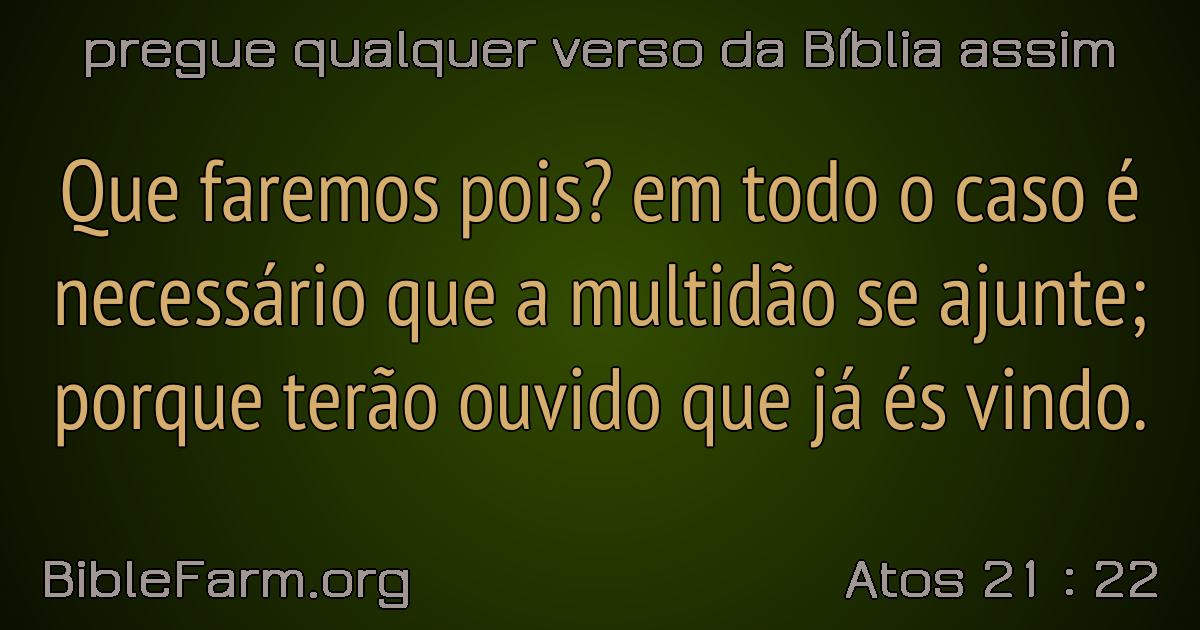 pregue qualquer verso da Bíblia assim
Que faremos pois? em todo o caso é
necessário que a multidão se ajunte;
porque terão ouvido que já és vindo.
BibleFarm.org
Atos 21 : 22